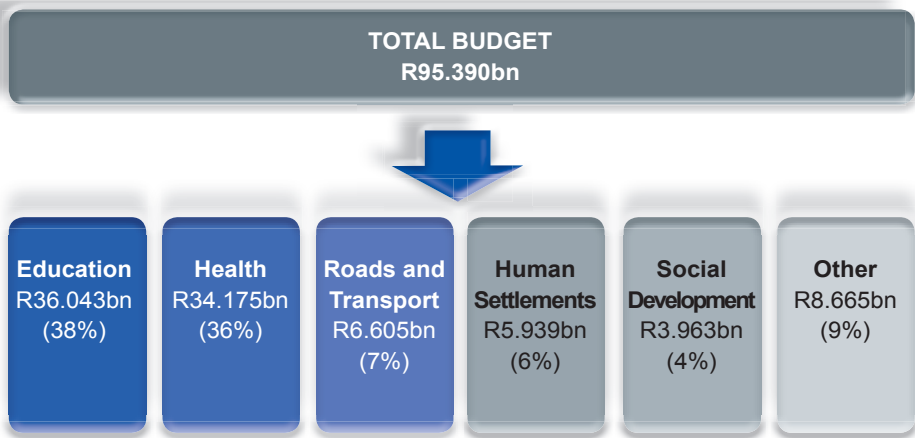 TOTAL BUDGET
R95.390bn
Education
R36.043bn
(38%)
Health
R34.175bn
(36%)
Roads and
Transport
R6.605bn
(7%)
Human
Settlements
R5.939bn
(6%)
Social
Development
R3.963bn
(4%)
Other
R8.665bn
(9%)